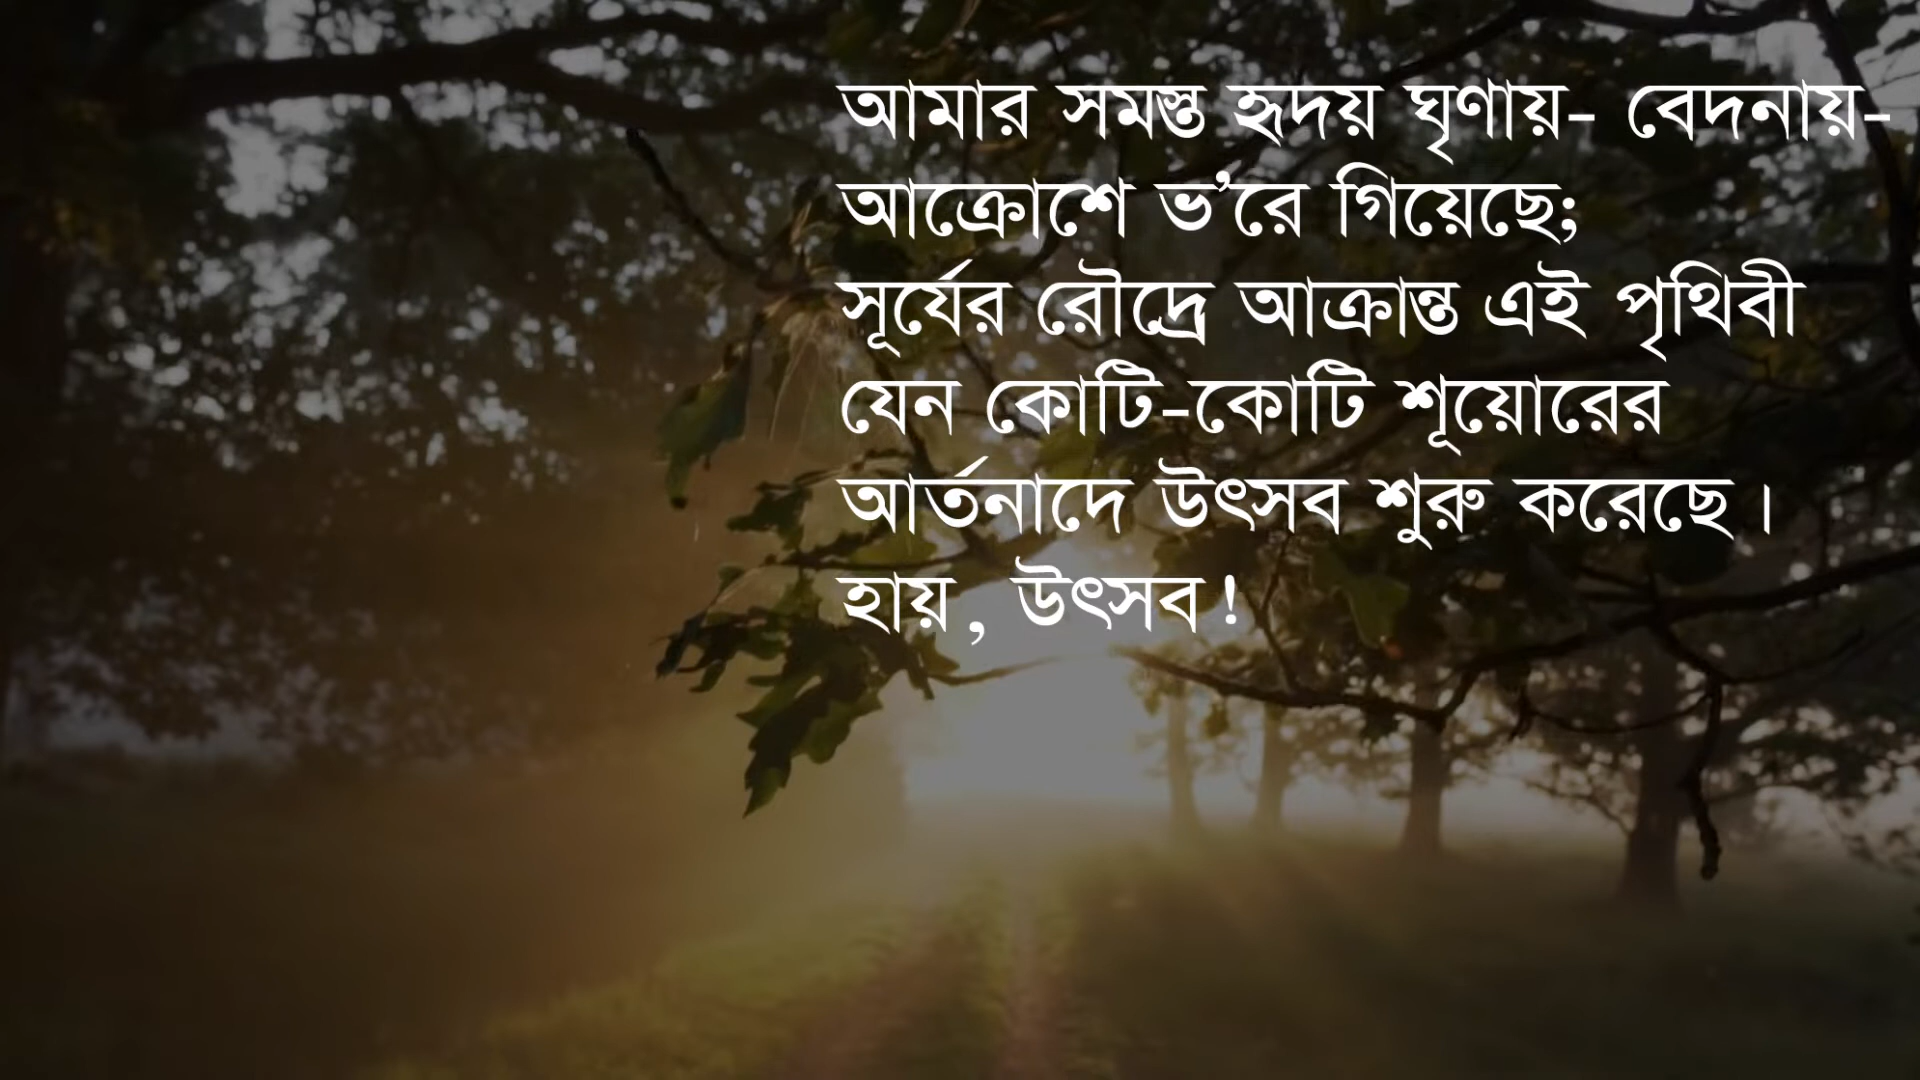 আমার সমস্ত হৃদয় ঘৃণায়- বেদনায়-
আক্রোশে ভ’রে গিয়েছে;
সূর্যের রৌদ্রে আক্রান্ত এই পৃথিবী
যেন কোটি-কোটি শূয়োরের
আর্তনাদে উৎসব শুরু করেছে।
হায়, উৎসব!